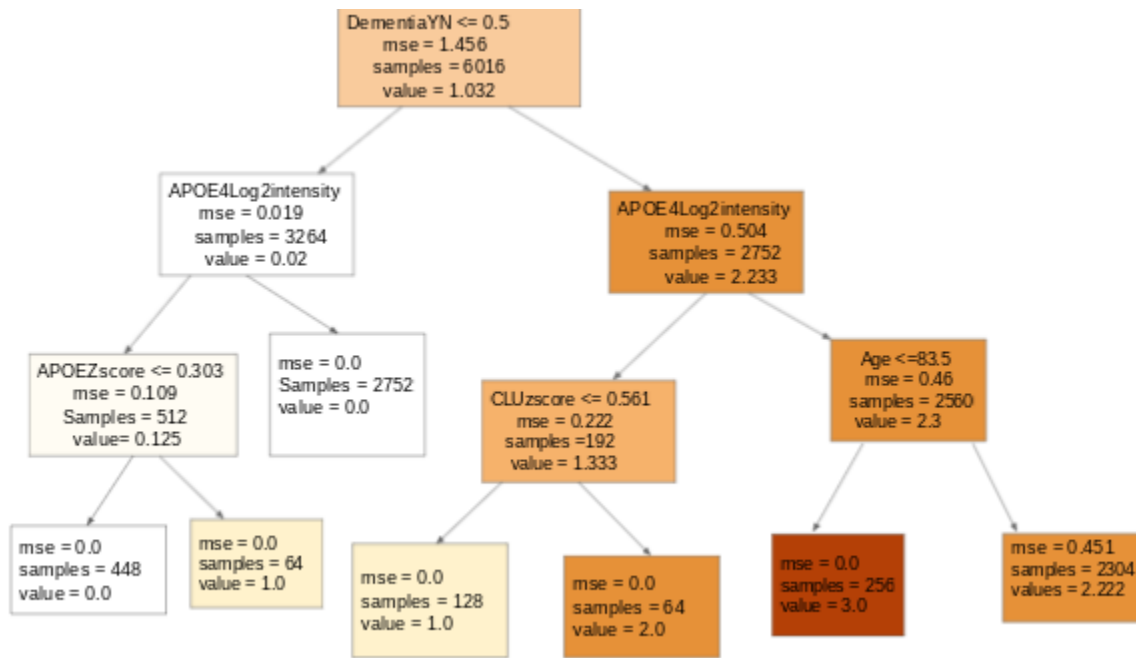 DementiaYN <= 0.5
mse = 1.456
samples = 6016
value = 1.032
APOE4Log2intensity
mse = 0.019
samples = 3264
value = 0.02
APOE4Log2intensity
mse = 0.504
samples = 2752
value = 2.233
APOEZscore <= 0.303
mse = 0.109
Samples = 512
value= 0.125
mse = 0.0
Samples = 2752
value = 0.0
CLUzscore <= 0.561
mse = 0.222
samples =192
value = 1.333
Age <=83.5
mse = 0.46
samples = 2560
value = 2.3
mse = 0.0
samples = 448
value = 0.0
mse = 0.0
samples = 64
value = 1.0
mse = 0.0
samples = 128
value = 1.0
mse = 0.0
samples = 64
value = 2.0
mse = 0.0
samples = 256
value = 3.0
mse = 0.451
samples = 2304
values = 2.222